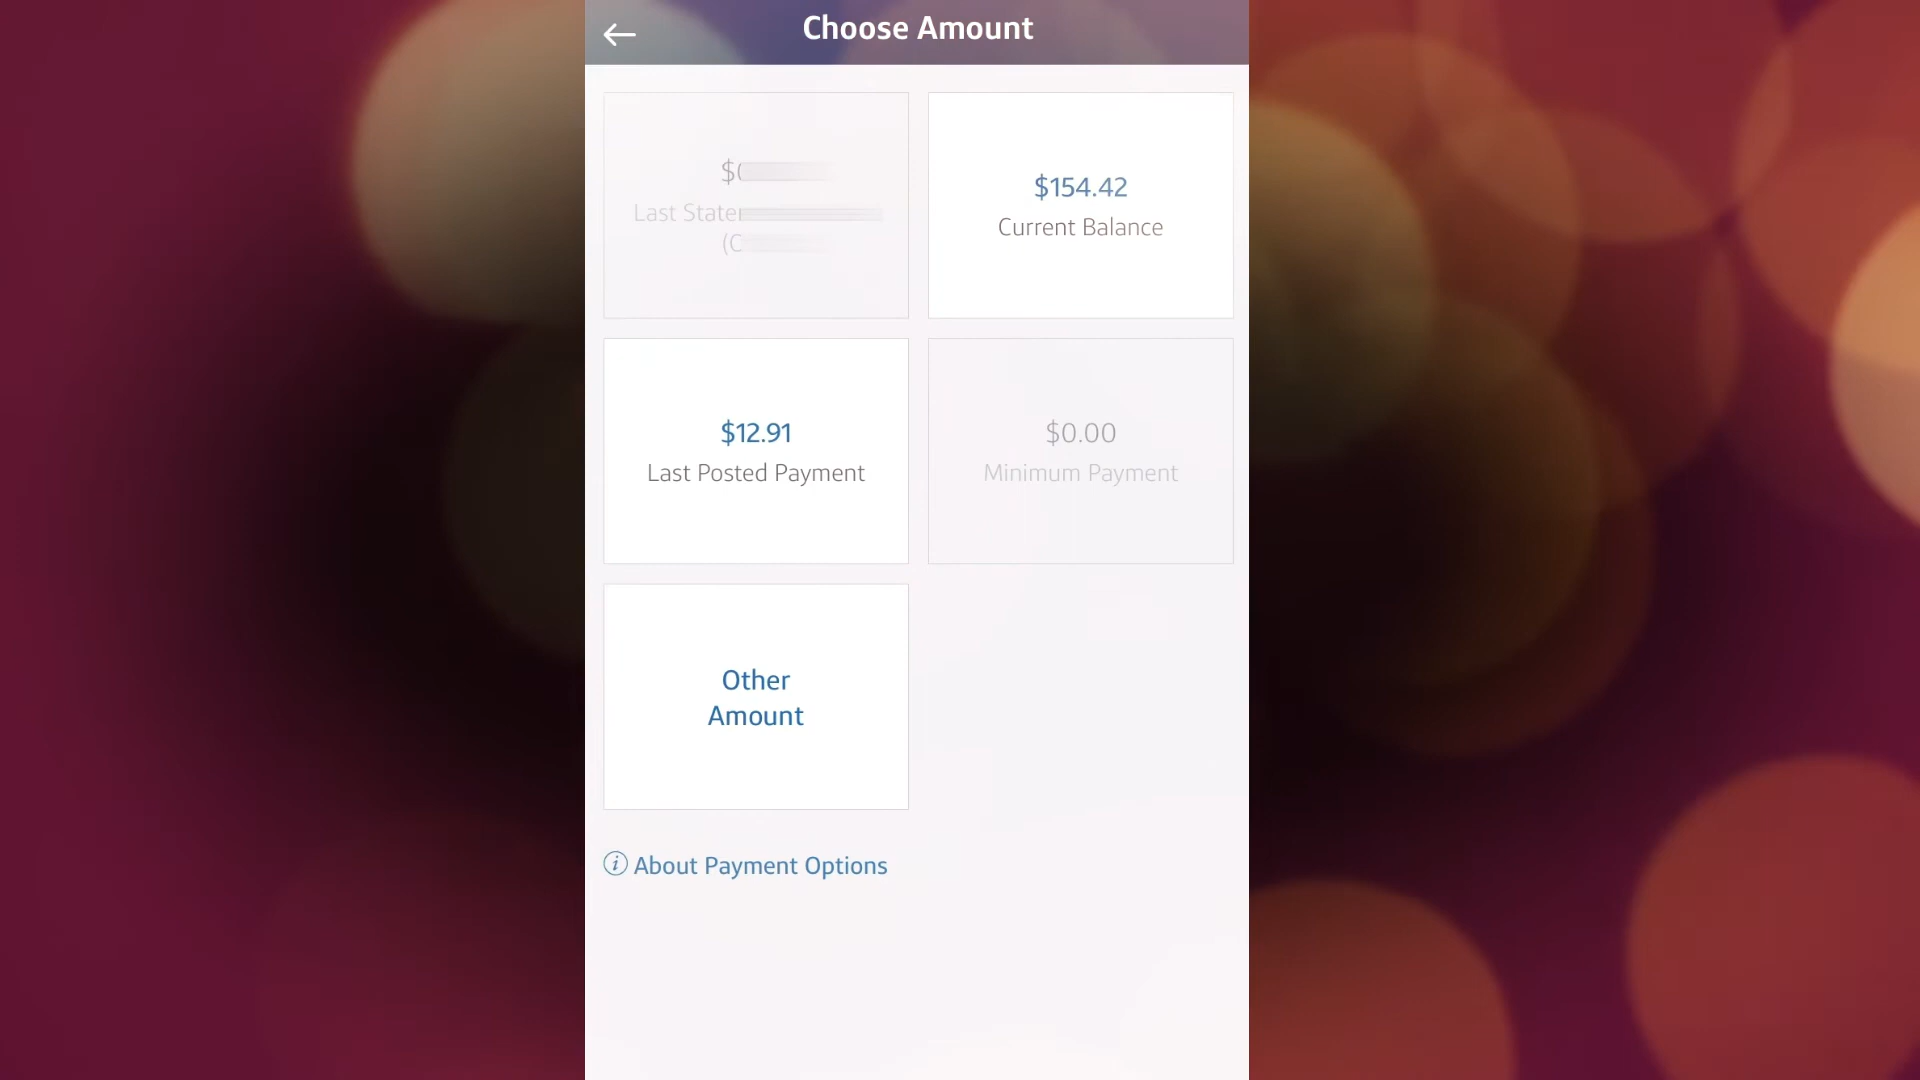 Choose Amount
Last
$154.42
Current Balance
$12.91
Last Posted Payment
$0.00
Minimum Payment
Other
Amount
About Payment Options